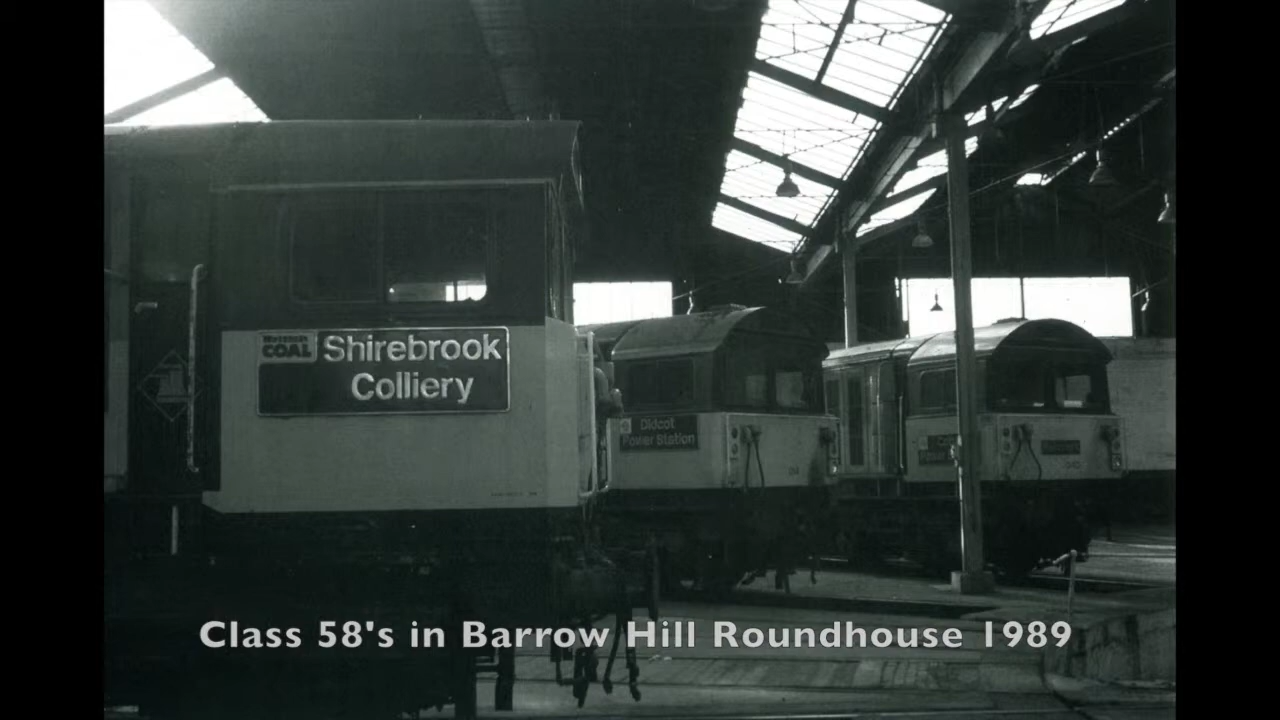 COAL
Shirebrook
Colliery
Didcot
Power Station
Class 58's in Barrow Hill Roundhouse 1989